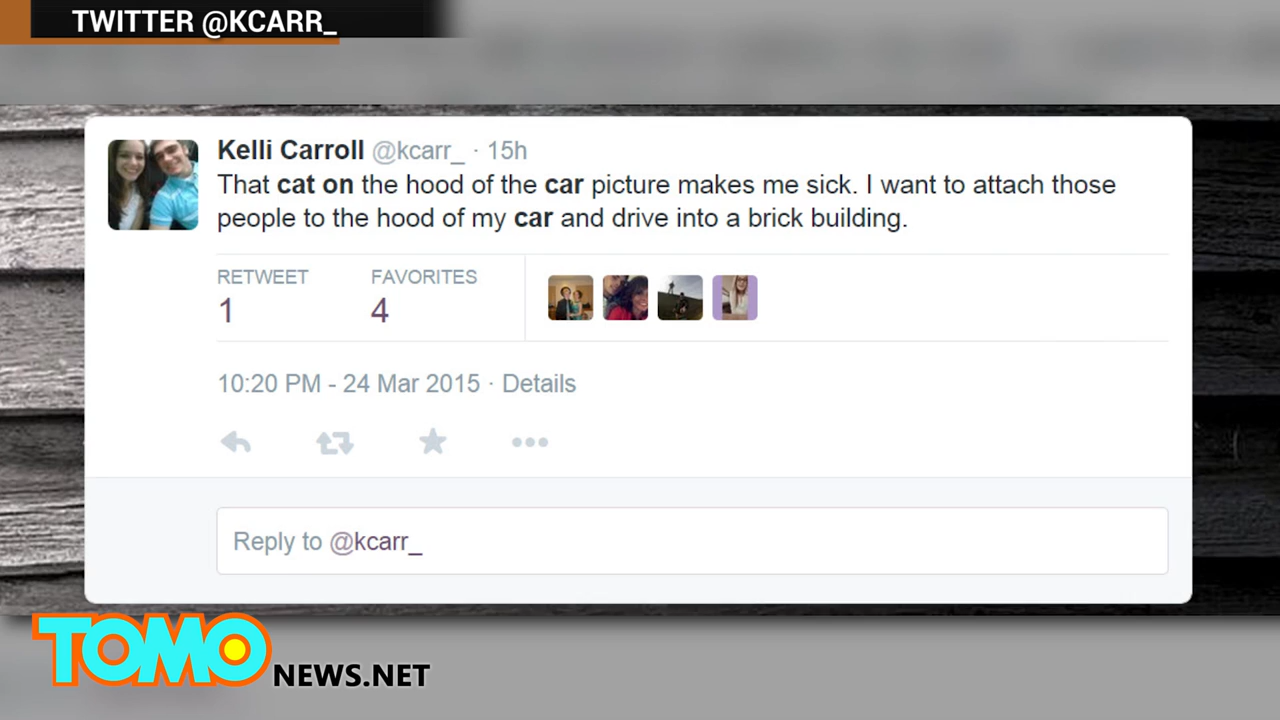 TWITTER @KCARR_
Kelli Carroll @kcarr_ · 15h
That cat on the hood of the car picture makes me sick. I want to attach those
people to the hood of my car and drive into a brick building.
RETWEET FAVORITES
1 4
10:20 PM - 24 Mar 2015 · Details
Reply to @kcarr_
TOMO
NEWS.NET